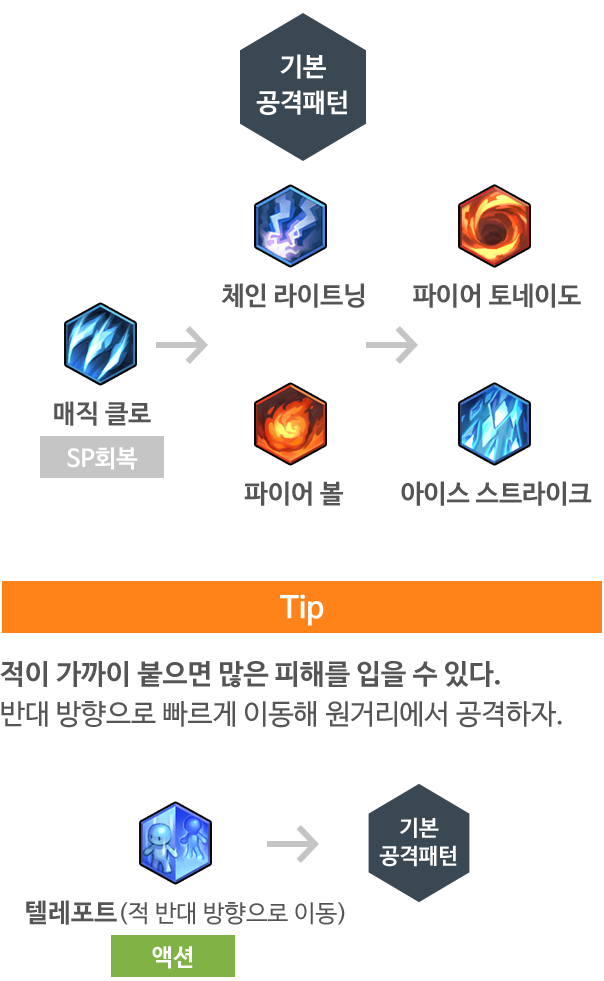 기본
공격패턴
체인 라이트닝
파이어 토네이도
매직 클로
SP회복
파이어 볼
아이스 스트라이크
Tip
적이 가까이 붙으면 많은 피해를 입을 수 있다.
반대 방향으로 빠르게 이동해 원거리에서 공격하자.
기본
공격패턴
텔레포트(적 반대 방향으로 이동)
액션